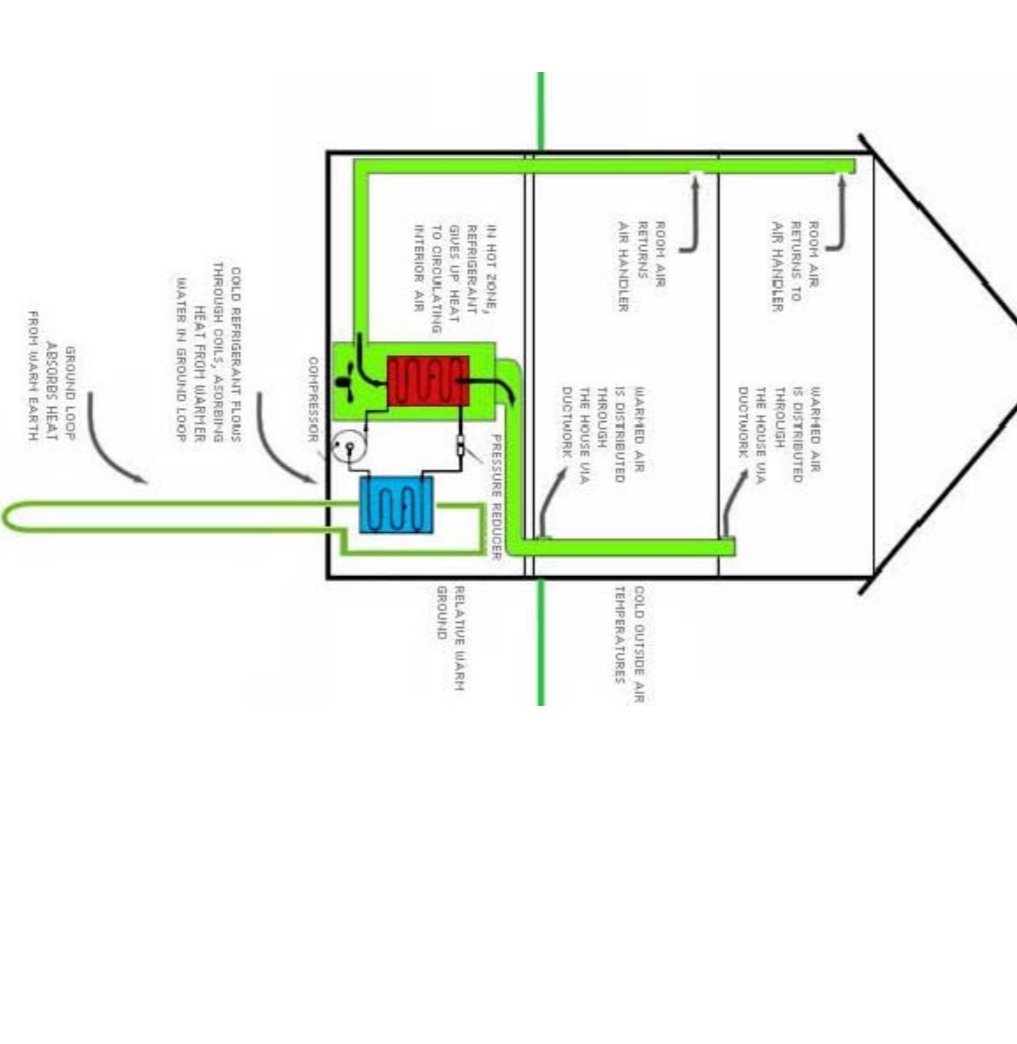 ROOM AIR
RETURNS TO
AIR HANDLER
WARMED AIR
IS DISTRIBUTED
THROUGH
THE HOUSE VIA
DUCTWORK
ROOM AIR
RETURNS
AIR HANDLER
WARMED AIR
IS DISTRIBUTED
THROUGH
THE HOUSE VIA
DUCTWORK
COLD OUTSIDE AIR
TEMPERATURES
IN HOT ZONE,
REFRIGERANT
GIVES UP HEAT
TO CIRCULATING
INTERIOR AIR
PRESSURE REDUCER
RELATIVE WARM
GROUND
COMPRESSOR
COLD REFRIGERANT FLOWS
THROUGH COILS, ASORBING
HEAT FROM WARMER
WATER IN GROUND LOOP
GROUND LOOP
ABSORBS HEAT
FROM WARM EARTH